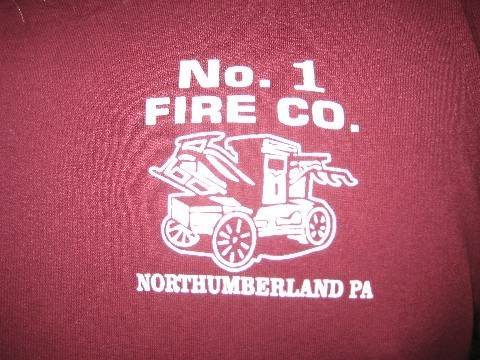 No. 1
FIRE CO.
NORTHUMBERLAND PA